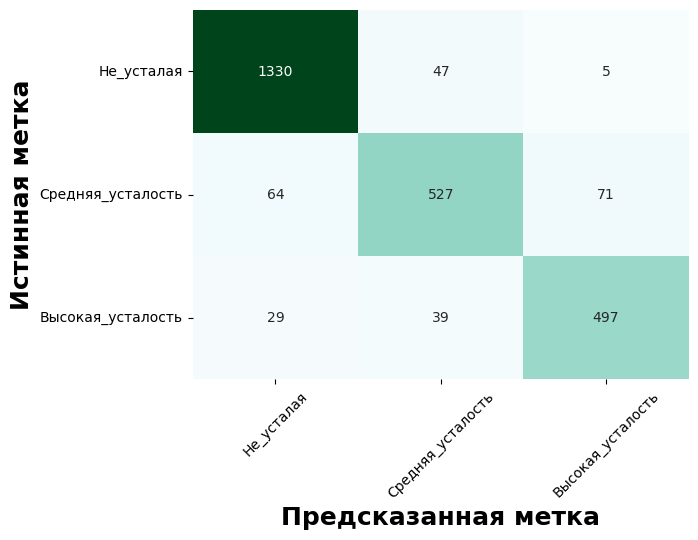 Истинная метка
Не_усталая
1330 47 5
Средняя_усталость
64 527 71
Высокая_усталость
29 39 497
Не_усталая
Средняя_усталость
Высокая_усталость
Предсказанная метка